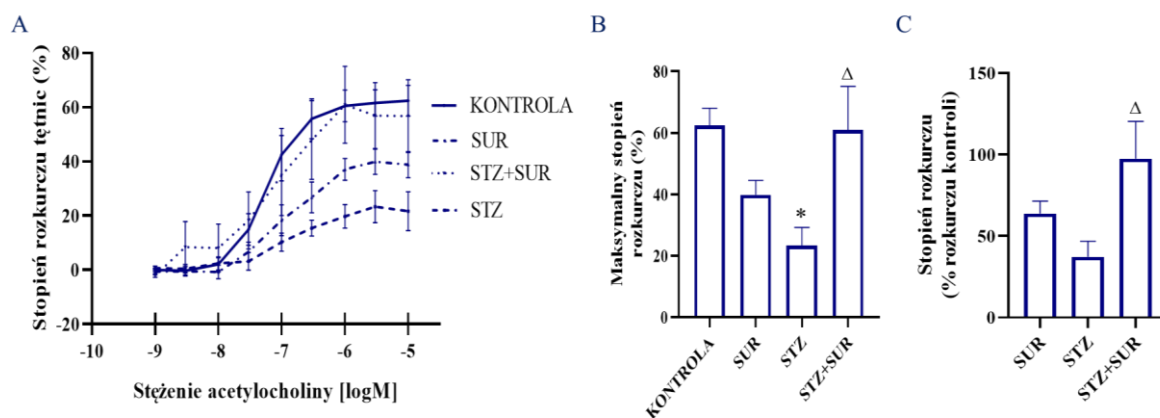 A
Stopień rozkurczu tętnic (%)
80
60
40
20
0
-20
-10
-9
-8
-7
-6
-5
Stężenie acetylocholiny [logM]
KONTROLA
SUR
STZ+SUR
STZ
B
Maksymalny stopień
rozkurczu (%)
80
60
40
20
0
*
Δ
KONTROLA
SUR
STZ
STZ+SUR
C
Stopień rozkurczu
(% rozkurczu kontroli)
150
100
50
0
Δ
SUR
STZ
STZ+SUR